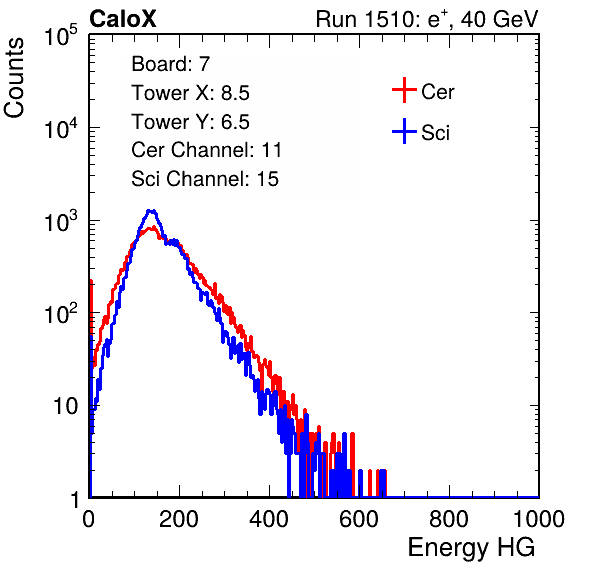 CaloX Run 1510: e+, 40 GeV
Counts
Board: 7
Tower X: 8.5
Tower Y: 6.5
Cer Channel: 11
Sci Channel: 15
Cer
Sci
10^5
10^4
10^3
10^2
10
1
0 200 400 600 800 1000
Energy HG